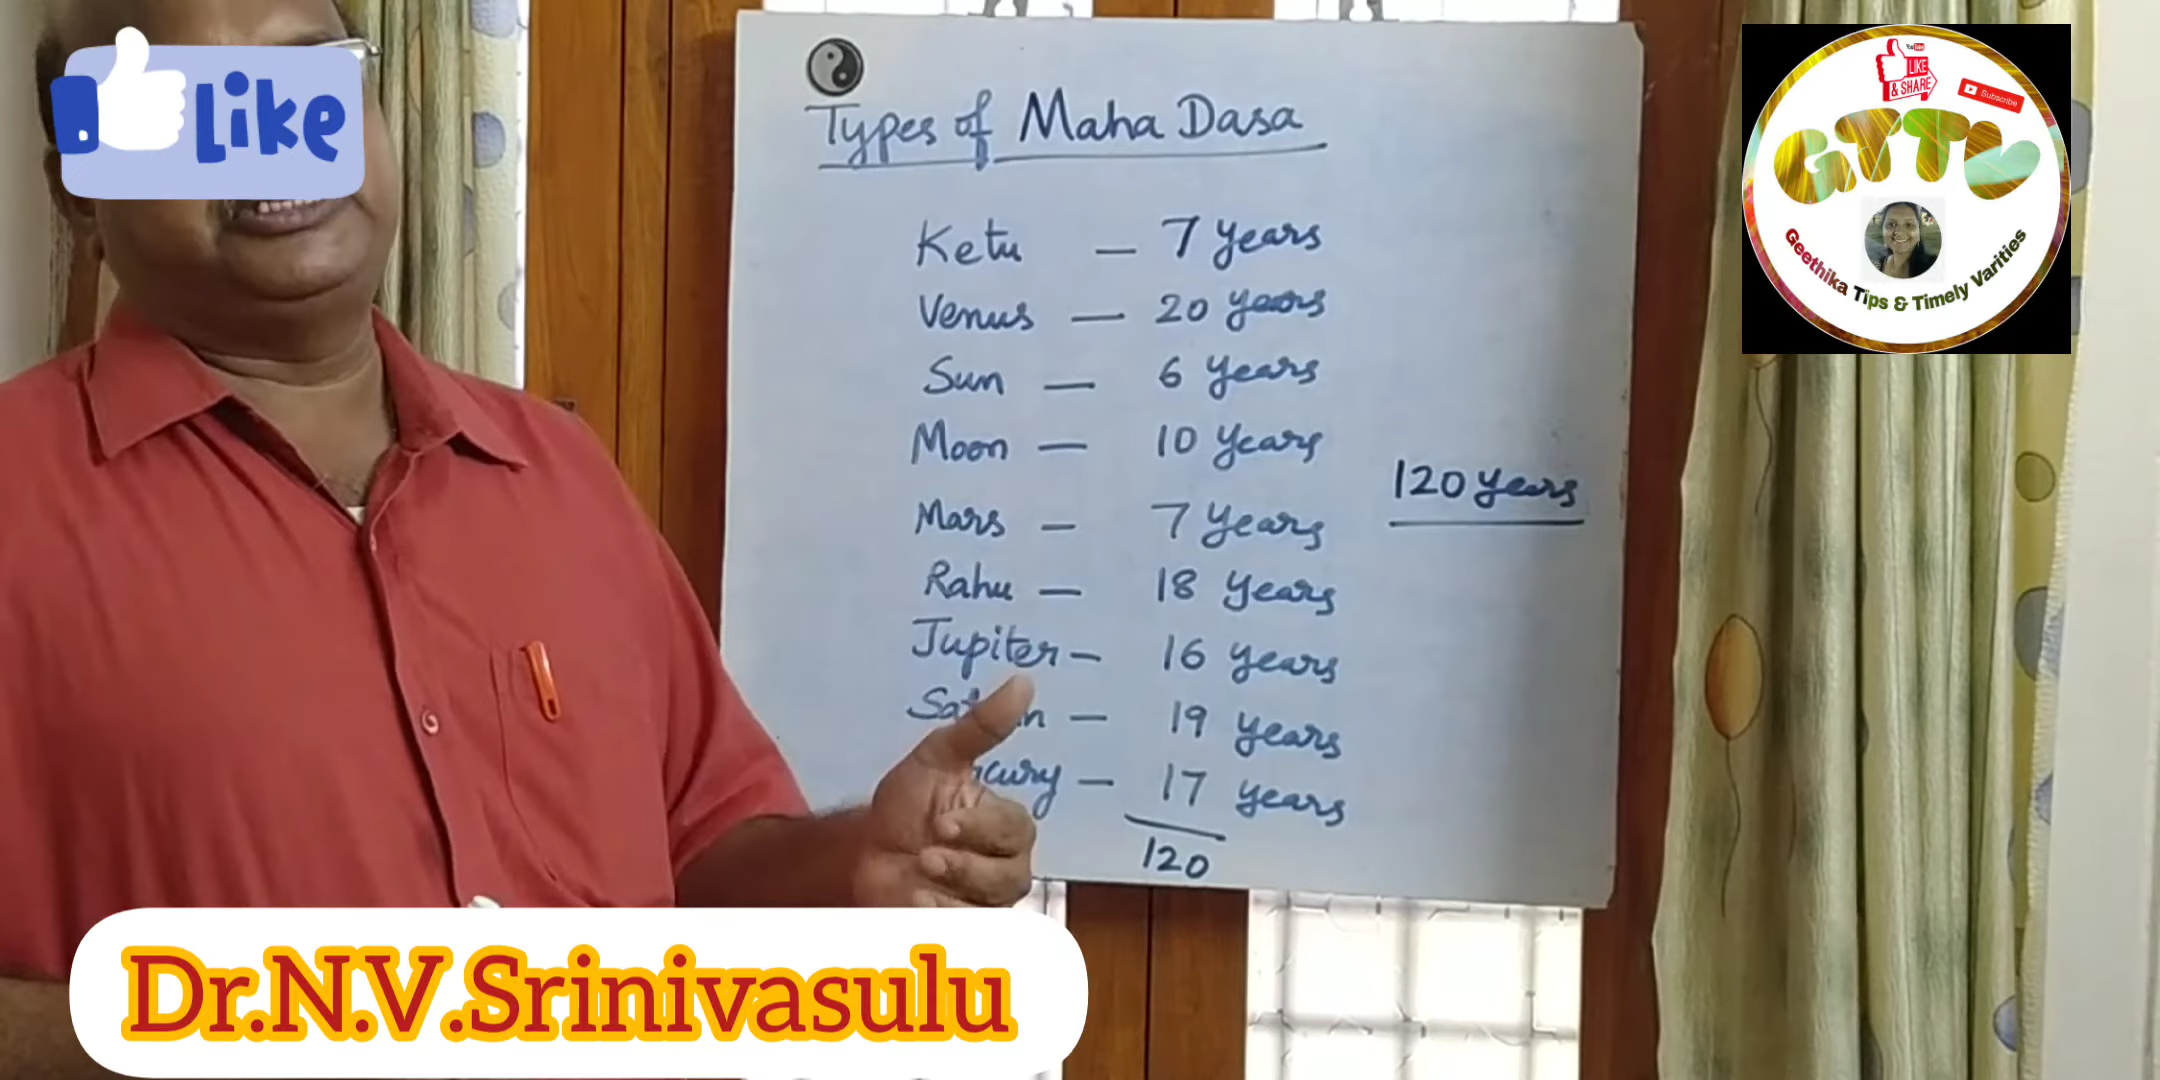 Like
Types of Maha Dasa
Ketu — 7 years
Venus — 20 years
Sun — 6 years
Moon — 10 years
Mars — 7 years
Rahu — 18 years
Jupiter — 16 years
— 19 years
— 17 years
120
120 years
YouTube
LIKE
& SHARE
Subscribe
GTTV
Geethika Tips & Timely Varities
Dr.N.V.Srinivasulu